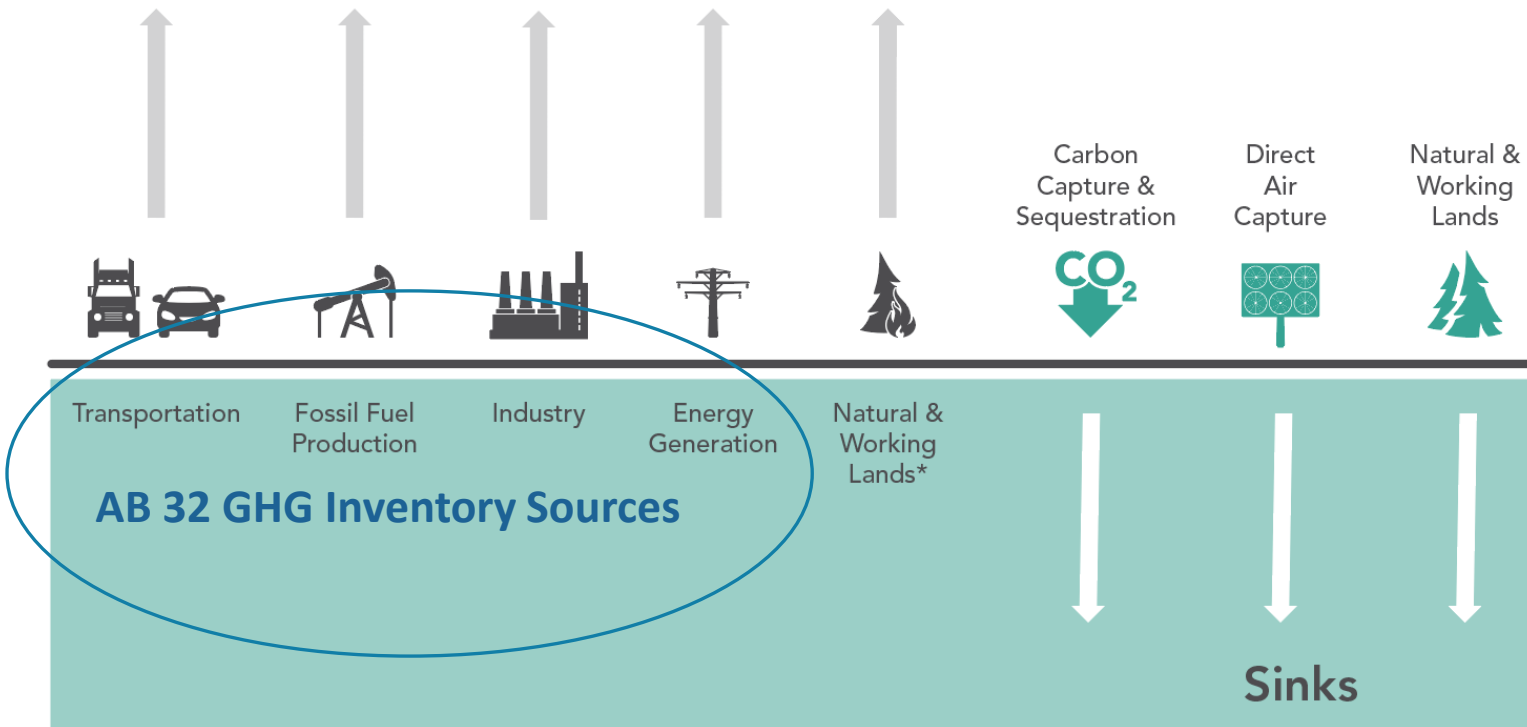 Carbon
Capture &
Sequestration
Direct
Air
Capture
Natural &
Working
Lands
CO2
Transportation
Fossil Fuel
Production
Industry
Energy
Generation
Natural &
Working
Lands*
AB 32 GHG Inventory Sources
Sinks